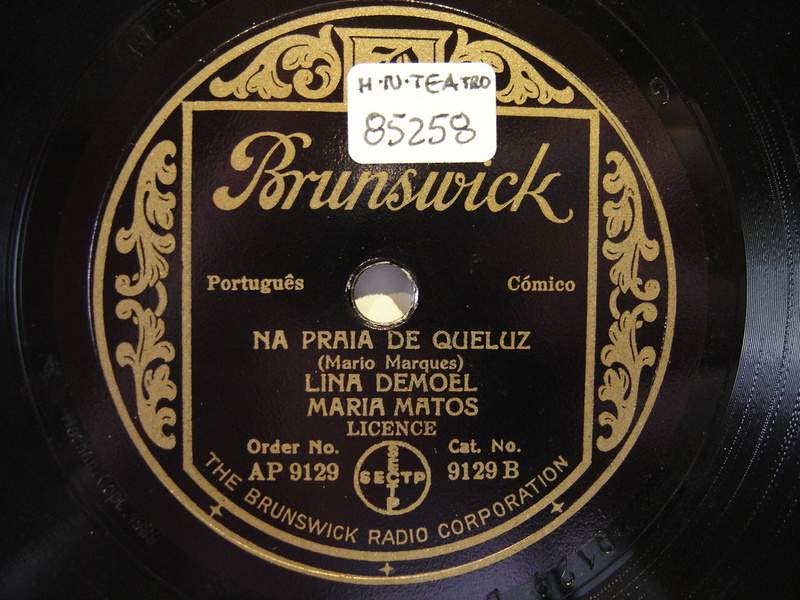 H·N·TEATRO
85258
Brunswick
Português Cómico
NA PRAIA DE QUELUZ
(Mario Marques)
LINA DEMOEL
MARIA MATOS
LICENCE
Order No. Cat. No.
AP 9129 9129 B
SECTP
THE BRUNSWICK RADIO CORPORATION